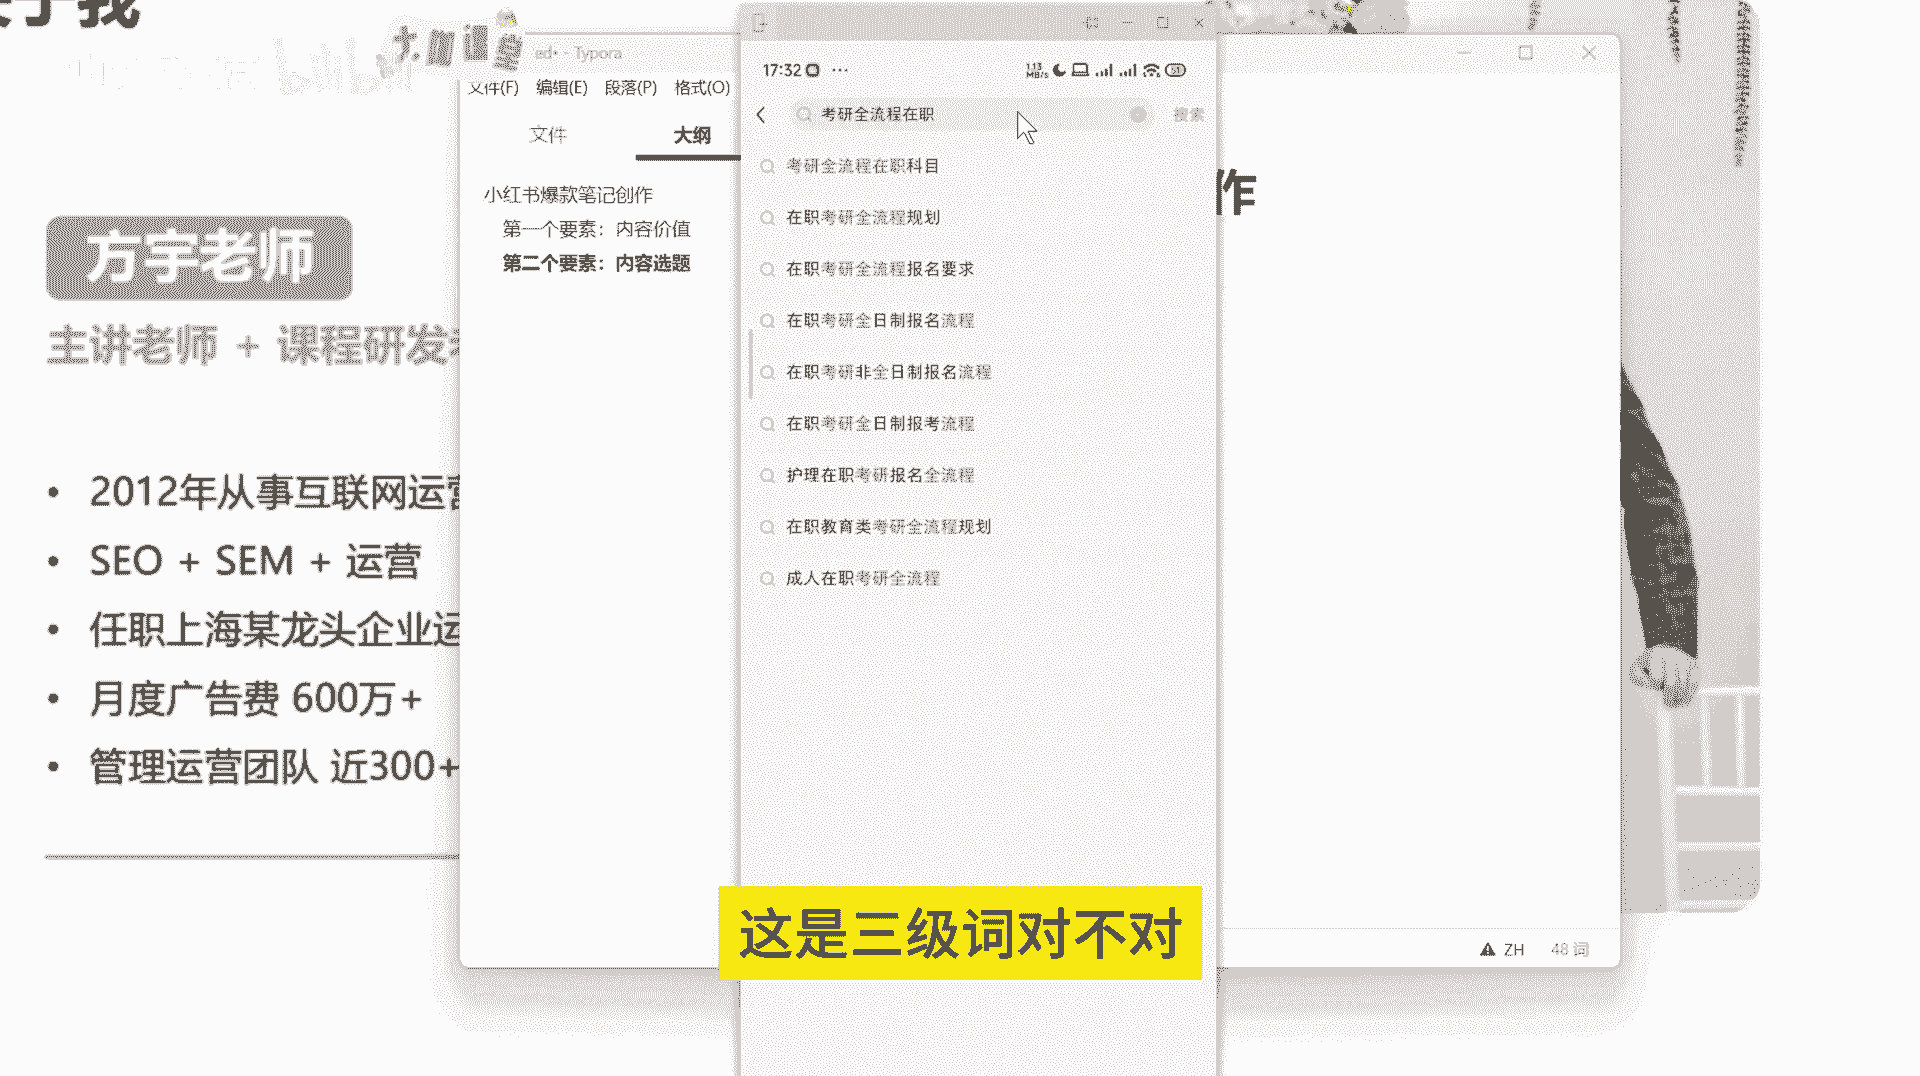 关于我
bilibili
方宇老师
主讲老师 + 课程研发者
2012年从事互联网运营
SEO + SEM + 运营
任职上海某龙头企业运
月度广告费 600万+
管理运营团队 近300+
ed• - Typora
文件(F) 编辑(E) 段落(P) 格式(O)
文件 大纲
小红书爆款笔记创作
第一个要素：内容价值
第二个要素：内容选题
17:32 ···
1.13 MB/s 51
考研全流程在职 搜索
考研全流程在职科目
在职考研全流程规划
在职考研全流程报名要求
在职考研全日制报名流程
在职考研非全日制报名流程
在职考研全日制报考流程
护理在职考研报名全流程
在职教育类考研全流程规划
成人在职考研全流程
作
这是三级词对不对
ZH 48 词